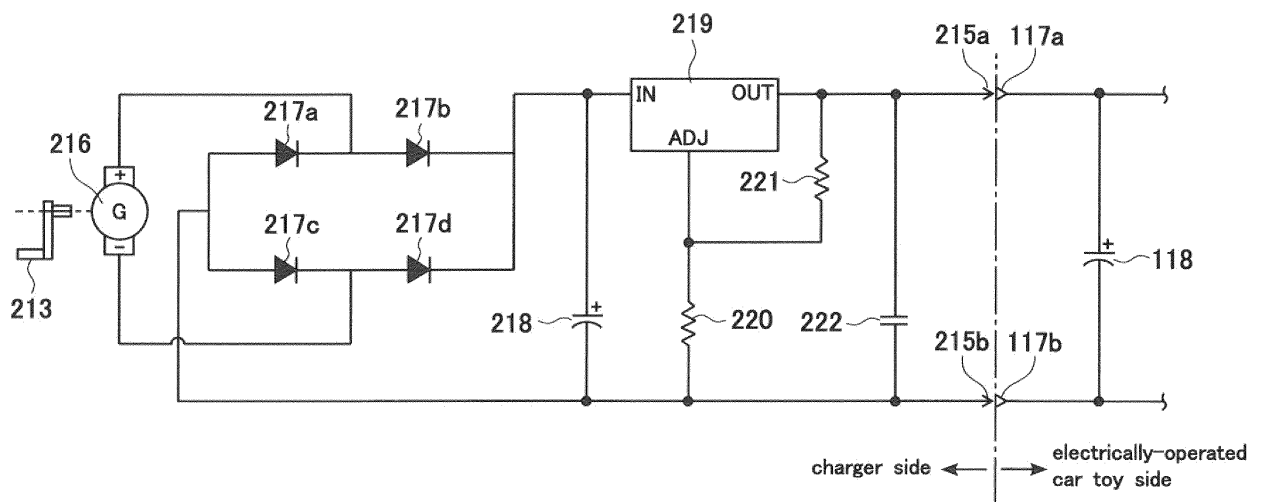 219
215a 117a
217a 217b
IN OUT
ADJ
216
+
G
−
221
217c 217d
213
+
118
+
218
220
222
215b 117b
charger side
electrically-operated
car toy side